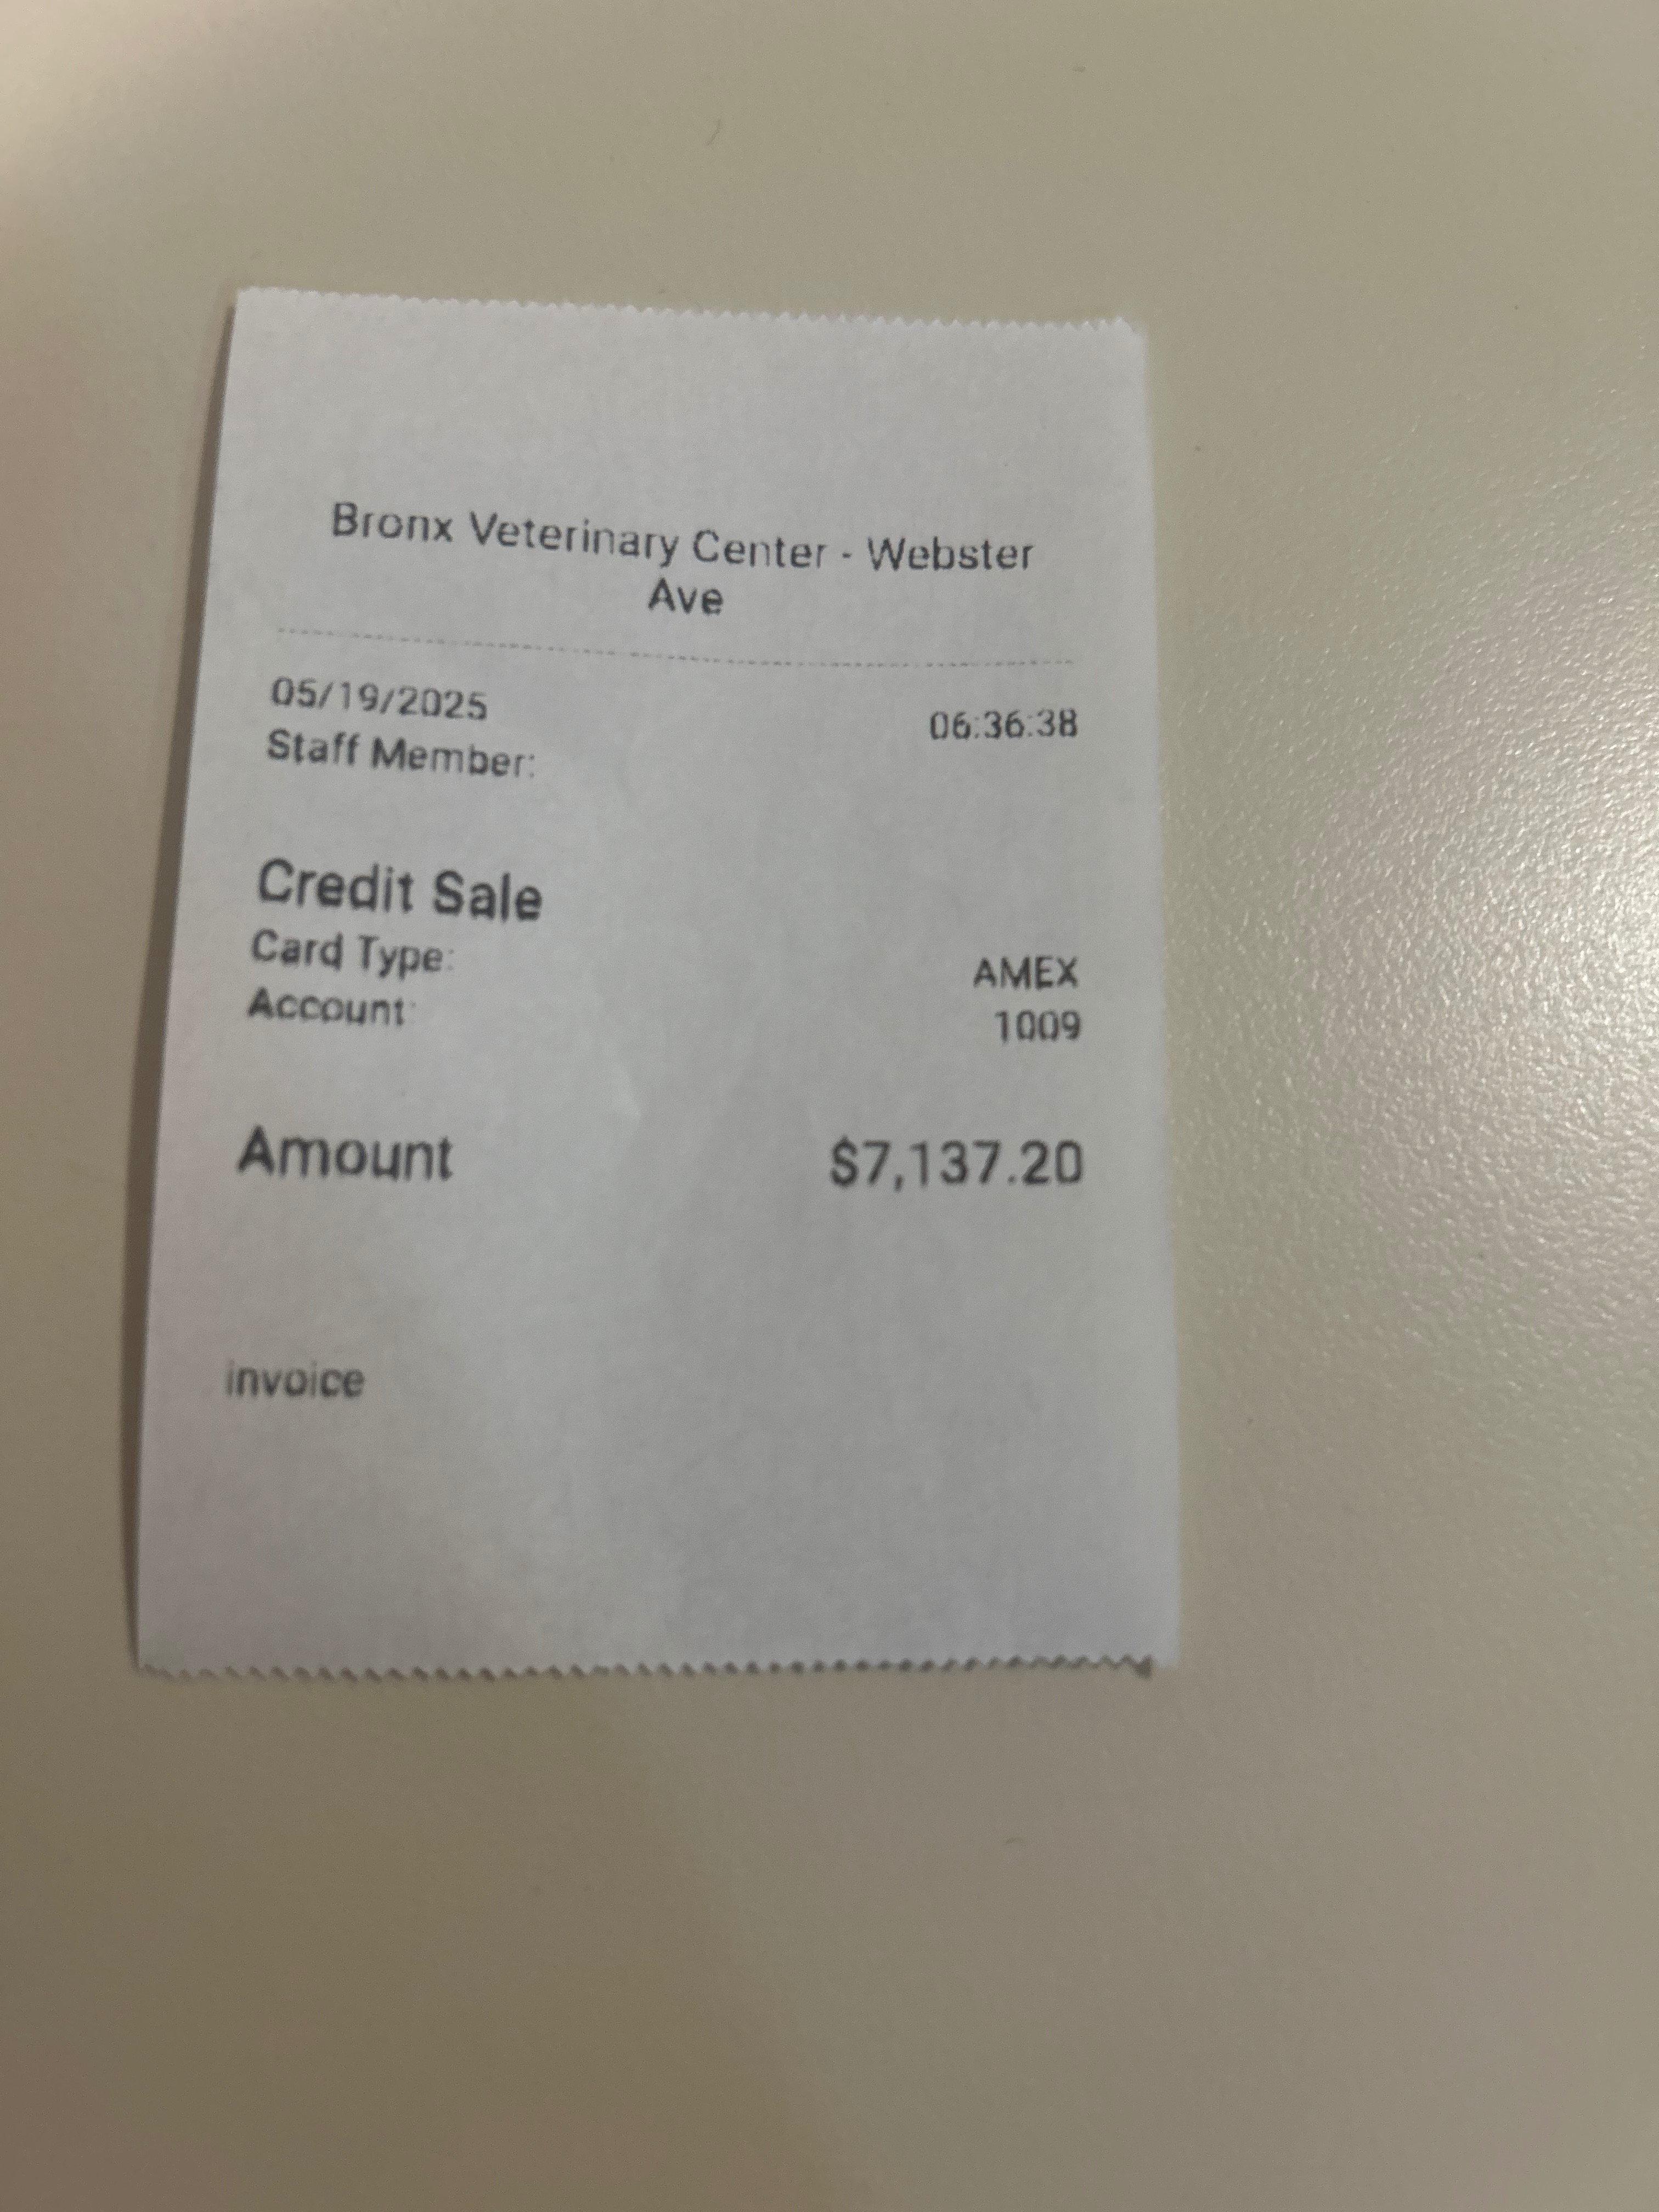 Bronx Veterinary Center - Webster
Ave
05/19/2025 06:36:38
Staff Member:
Credit Sale
Card Type: AMEX
Account: 1009
Amount $7,137.20
invoice